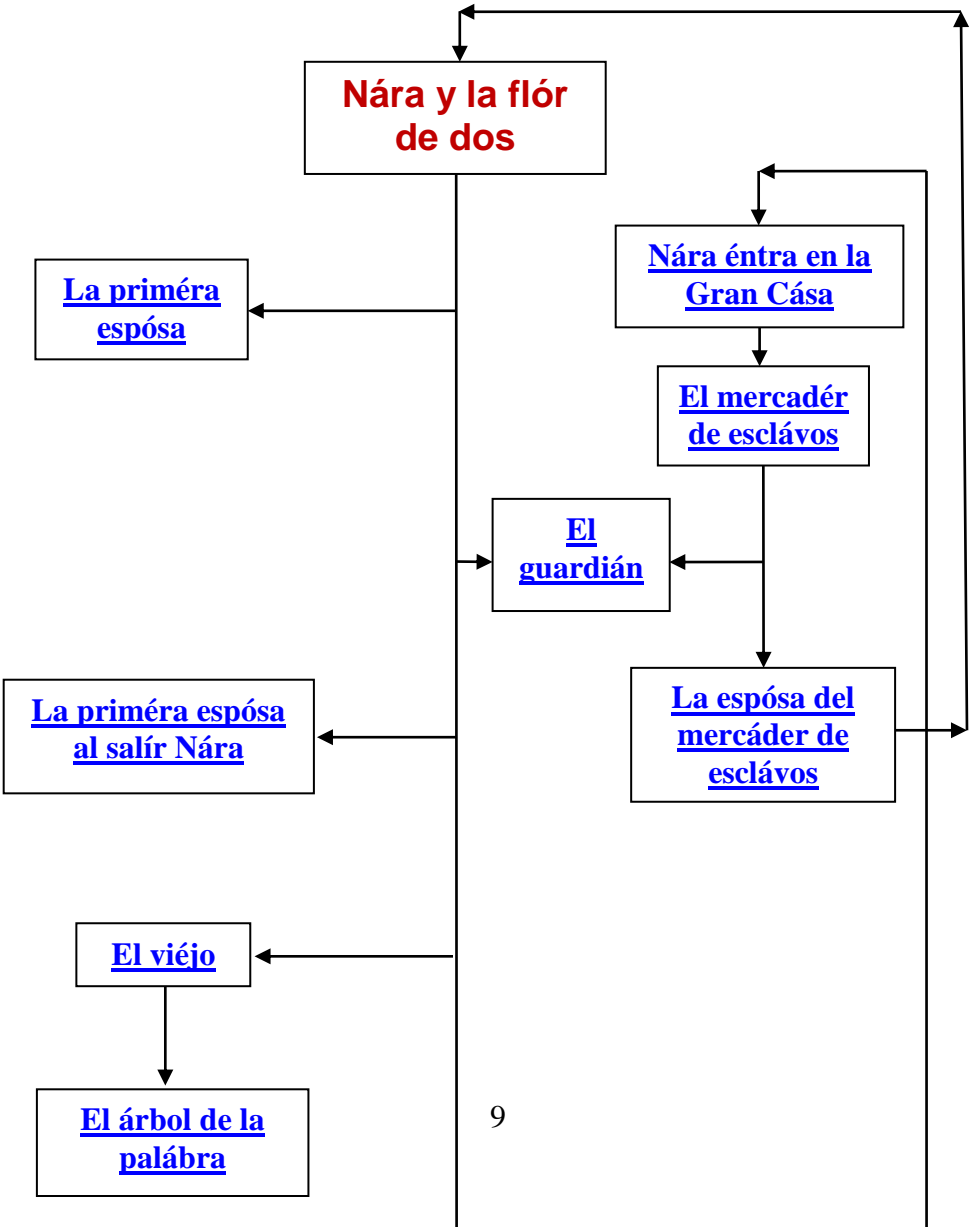 Nára y la flór
de dos
Nára éntra en la
Gran Cása
La priméra
espósa
El mercadér
de esclávos
El
guardián
La priméra espósa
al salír Nára
La espósa del
mercáder de
esclávos
El viéjo
El árbol de la
palábra
9